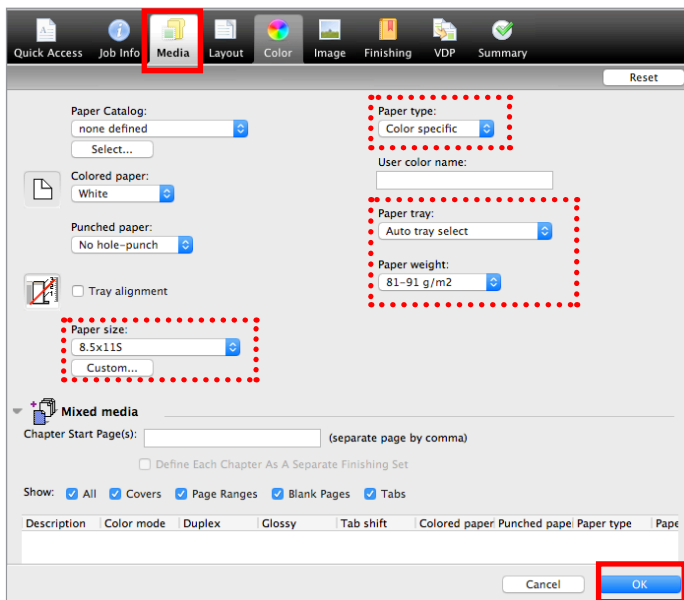 Quick Access Job Info Media Layout Color Image Finishing VDP Summary
Reset
Paper Catalog:
none defined
Select...
Colored paper:
White
Punched paper:
No hole-punch
Tray alignment
Paper size:
8.5x11S
Custom...
Paper type:
Color specific
User color name:
Paper tray:
Auto tray select
Paper weight:
81-91 g/m2
Mixed media
Chapter Start Page(s): (separate page by comma)
Define Each Chapter As A Separate Finishing Set
Show: All Covers Page Ranges Blank Pages Tabs
Description Color mode Duplex Glossy Tab shift Colored paper Punched pape Paper type Pape
Cancel OK